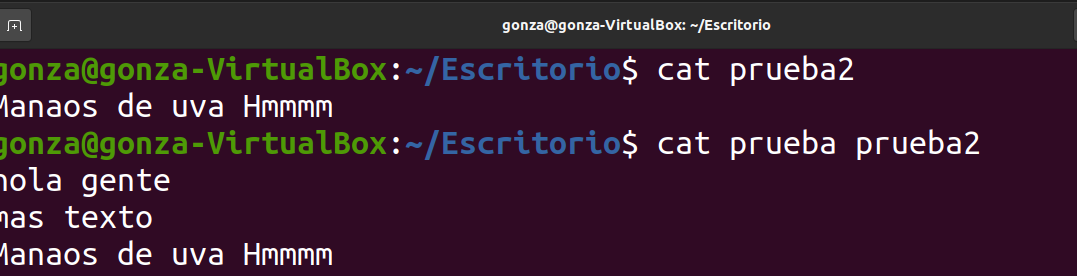 gonza@gonza-VirtualBox: ~/Escritorio
gonza@gonza-VirtualBox:~/Escritorio$ cat prueba2
Manaos de uva Hmmmm
gonza@gonza-VirtualBox:~/Escritorio$ cat prueba prueba2
hola gente
mas texto
Manaos de uva Hmmmm